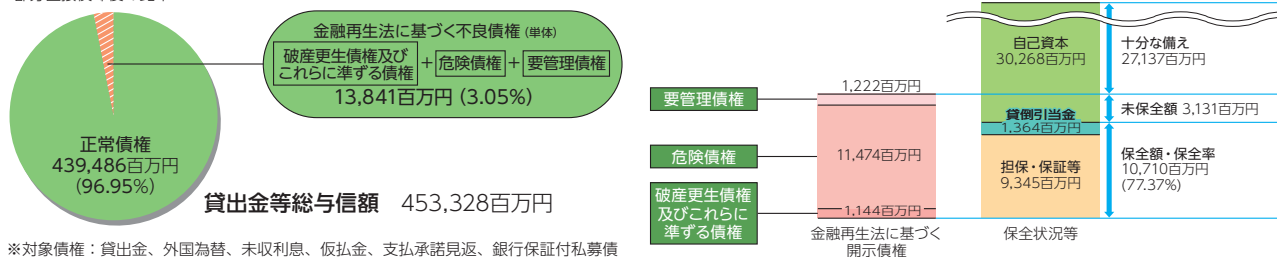 金融再生法に基づく不良債権 (単体)
破産更生債権及び
これらに準ずる債権
+
危険債権
+
要管理債権
13,841百万円 (3.05%)
正常債権
439,486百万円
(96.95%)
貸出金等総与信額 453,328百万円
※対象債権：貸出金、外国為替、未収利息、仮払金、支払承諾見返、銀行保証付私募債
要管理債権
危険債権
破産更生債権
及びこれらに
準ずる債権
1,222百万円
11,474百万円
1,144百万円
金融再生法に基づく
開示債権
自己資本
30,268百万円
貸倒引当金
1,364百万円
担保・保証等
9,345百万円
保全状況等
十分な備え
27,137百万円
未保全額 3,131百万円
保全額・保全率
10,710百万円
(77.37%)